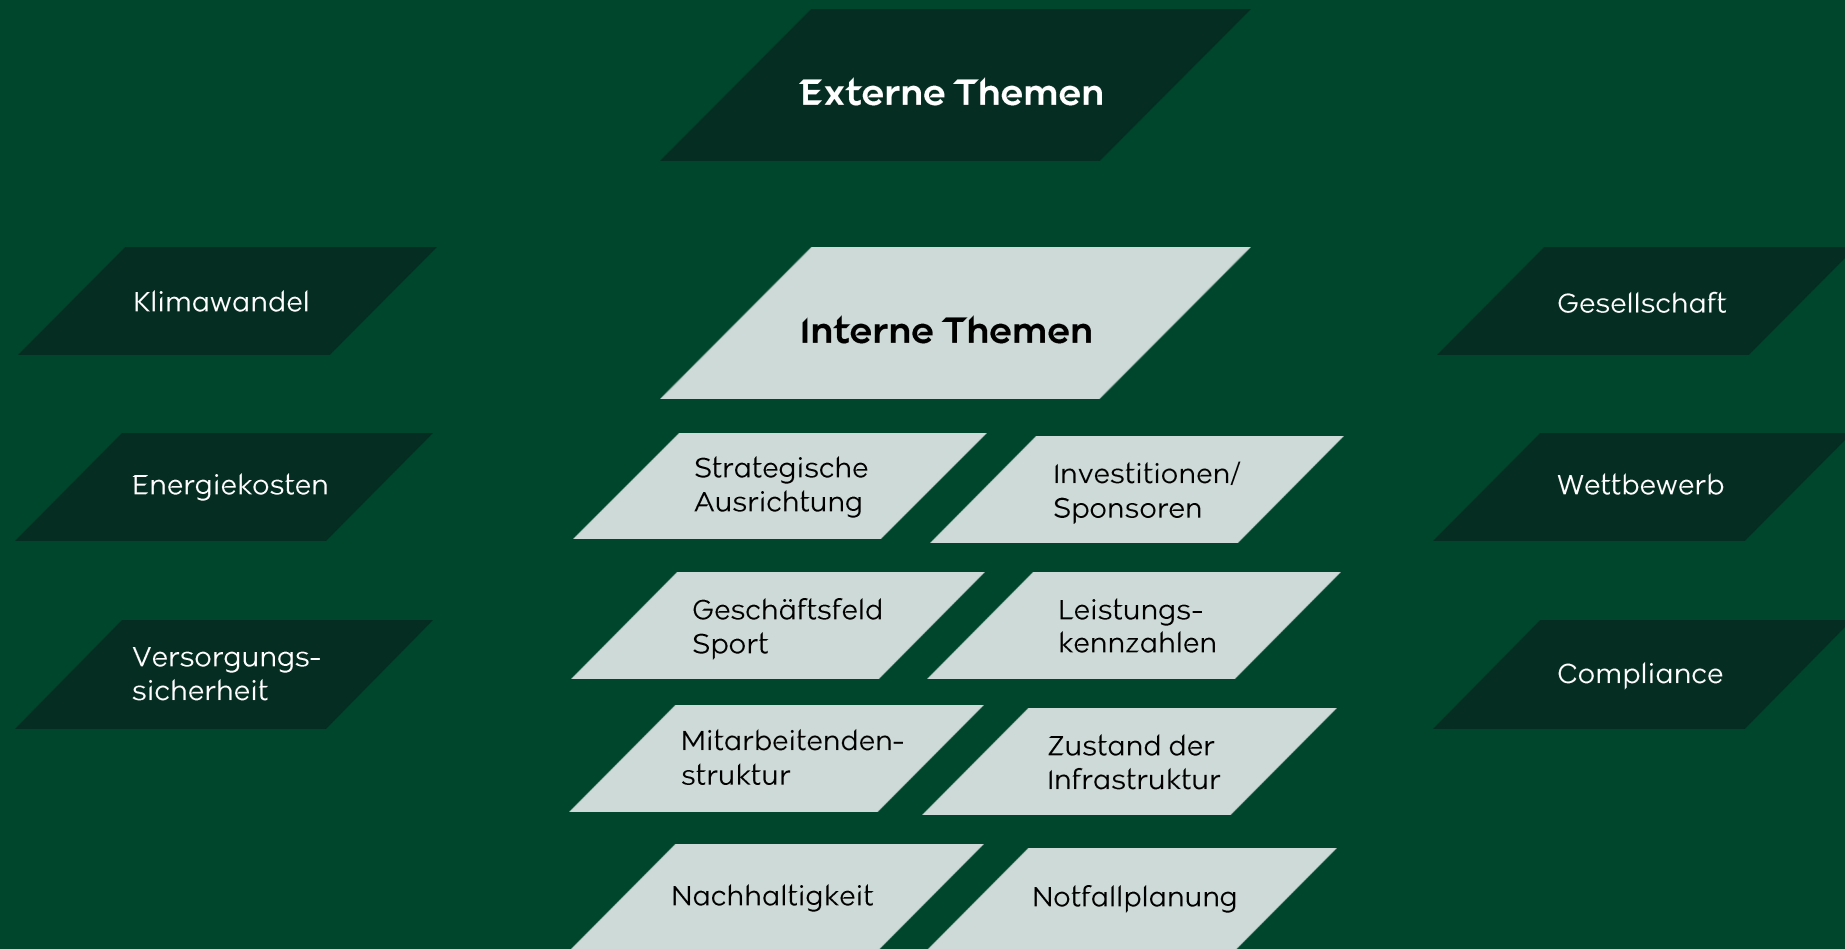 Externe Themen
Klimawandel
Energiekosten
Versorgungs-
sicherheit
Interne Themen
Strategische
Ausrichtung
Investitionen/
Sponsoren
Geschäftsfeld
Sport
Leistungs-
kennzahlen
Mitarbeitenden-
struktur
Zustand der
Infrastruktur
Nachhaltigkeit
Notfallplanung
Gesellschaft
Wettbewerb
Compliance